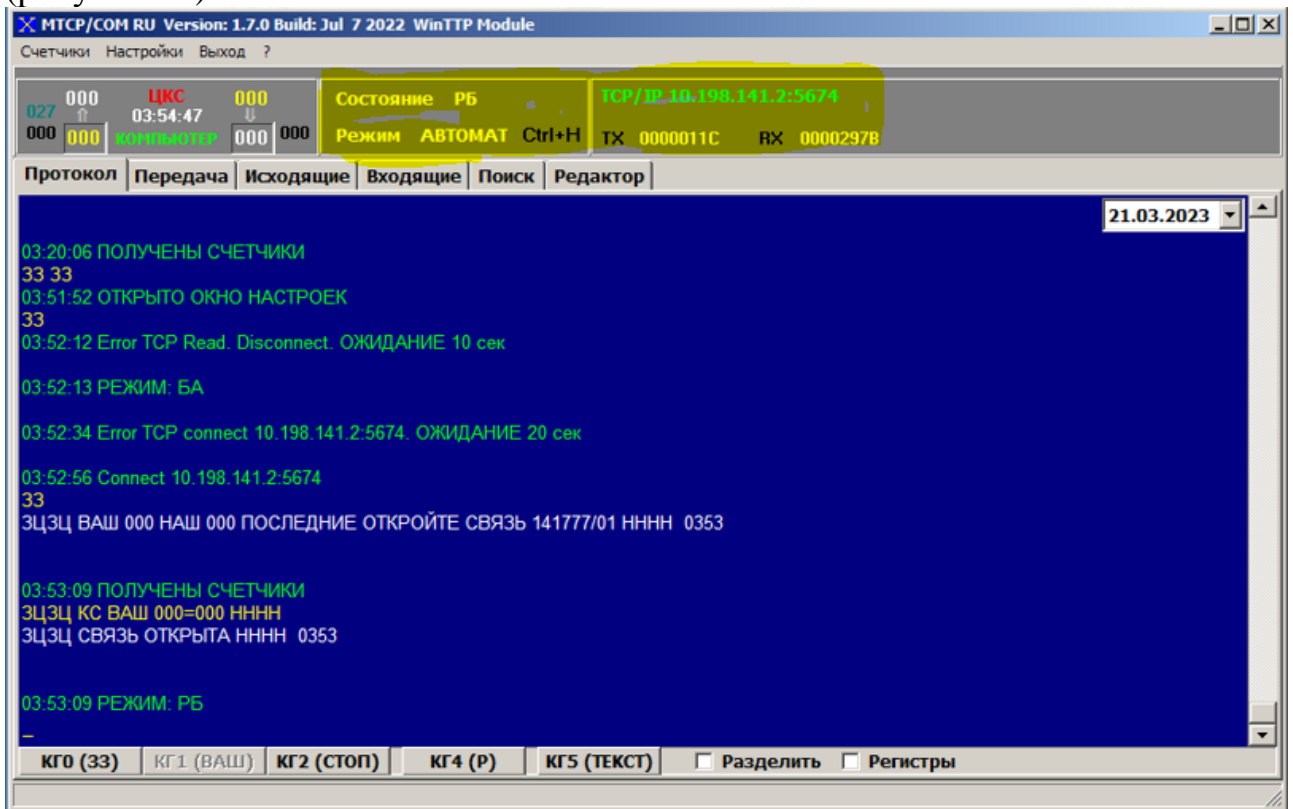 MTCP/COM RU Version: 1.7.0 Build: Jul 7 2022 WinTTP Module
Счетчики Настройки Выход ?
027 000 ЦКС 000
03:54:47
000 000 КОМПЬЮТЕР 000 000
Состояние РБ
Режим АВТОМАТ Ctrl+H
TCP/IP 10.198.141.2:5674
TX 0000011C RX 0000297B
Протокол Передача Исходящие Входящие Поиск Редактор
21.03.2023
03:20:06 ПОЛУЧЕНЫ СЧЕТЧИКИ
ЗЗ ЗЗ
03:51:52 ОТКРЫТО ОКНО НАСТРОЕК
ЗЗ
03:52:12 Error TCP Read. Disconnect. ОЖИДАНИЕ 10 сек
03:52:13 РЕЖИМ: БА
03:52:34 Error TCP connect 10.198.141.2:5674. ОЖИДАНИЕ 20 сек
03:52:56 Connect 10.198.141.2:5674
ЗЗ
ЗЦЗЦ ВАШ 000 НАШ 000 ПОСЛЕДНИЕ ОТКРОЙТЕ СВЯЗЬ 141777/01 НННН 0353
03:53:09 ПОЛУЧЕНЫ СЧЕТЧИКИ
ЗЦЗЦ КС ВАШ 000=000 НННН
ЗЦЗЦ СВЯЗЬ ОТКРЫТА НННН 0353
03:53:09 РЕЖИМ: РБ
КГ0 (ЗЗ) КГ1 (ВАШ) КГ2 (СТОП) КГ4 (Р) КГ5 (ТЕКСТ) Разделить Регистры